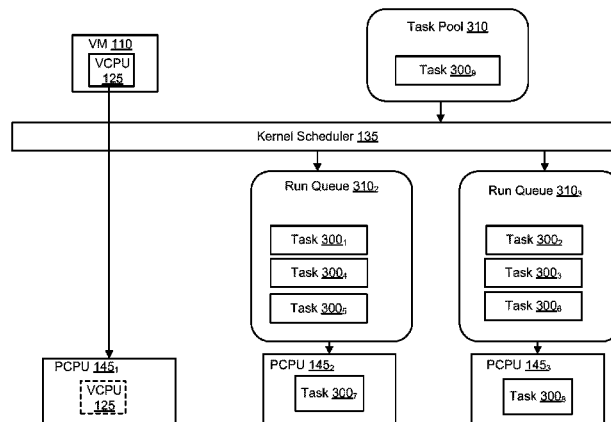 Task Pool 310
VM 110
VCPU
125
Task 300₉
Kernel Scheduler 135
Run Queue 310₂
Run Queue 310₃
Task 300₁
Task 300₂
Task 300₄
Task 300₃
Task 300₅
Task 300₆
PCPU 145₁
PCPU 145₂
PCPU 145₃
VCPU
125
Task 300₇
Task 300₈